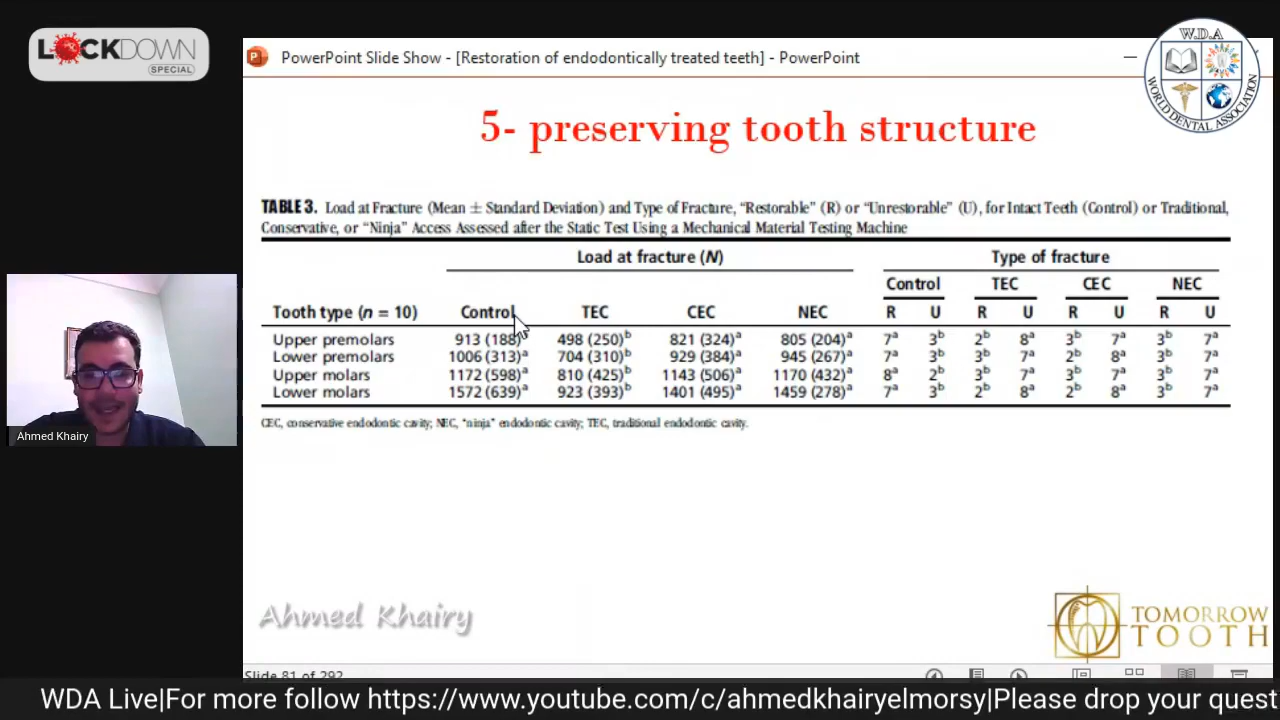 LOCKDOWN
SPECIAL
PowerPoint Slide Show - [Restoration of endodontically treated teeth] - PowerPoint
W.D.A
WORLD DENTAL ASSOCIATION
5- preserving tooth structure
TABLE 3. Load at Fracture (Mean ± Standard Deviation) and Type of Fracture, “Restorable” (R) or “Unrestorable” (U), for Intact Teeth (Control) or Traditional,
Conservative, or “Ninja” Access Assessed after the Static Test Using a Mechanical Material Testing Machine
Load at fracture (N) Type of fracture
Control TEC CEC NEC
Tooth type (n = 10) Control TEC CEC NEC R U R U R U R U
Upper premolars 913 (188)a 498 (250)b 821 (324)a 805 (204)a 7a 3b 2b 8a 3b 7a 3b 7a
Lower premolars 1006 (313)a 704 (310)b 929 (384)a 945 (267)a 7a 3b 3b 7a 2b 8a 3b 7a
Upper molars 1172 (598)a 810 (425)b 1143 (506)a 1170 (432)a 8a 2b 3b 7a 3b 7a 3b 7a
Lower molars 1572 (639)a 923 (393)b 1401 (495)a 1459 (278)a 7a 3b 2b 8a 2b 8a 3b 7a
CEC, conservative endodontic cavity; NEC, “ninja” endodontic cavity; TEC, traditional endodontic cavity.
Ahmed Khairy
Ahmed Khairy
TOMORROW
TOOTH
Slide 81 of 292
WDA Live|For more follow https://www.youtube.com/c/ahmedkhairyelmorsy|Please drop your quest